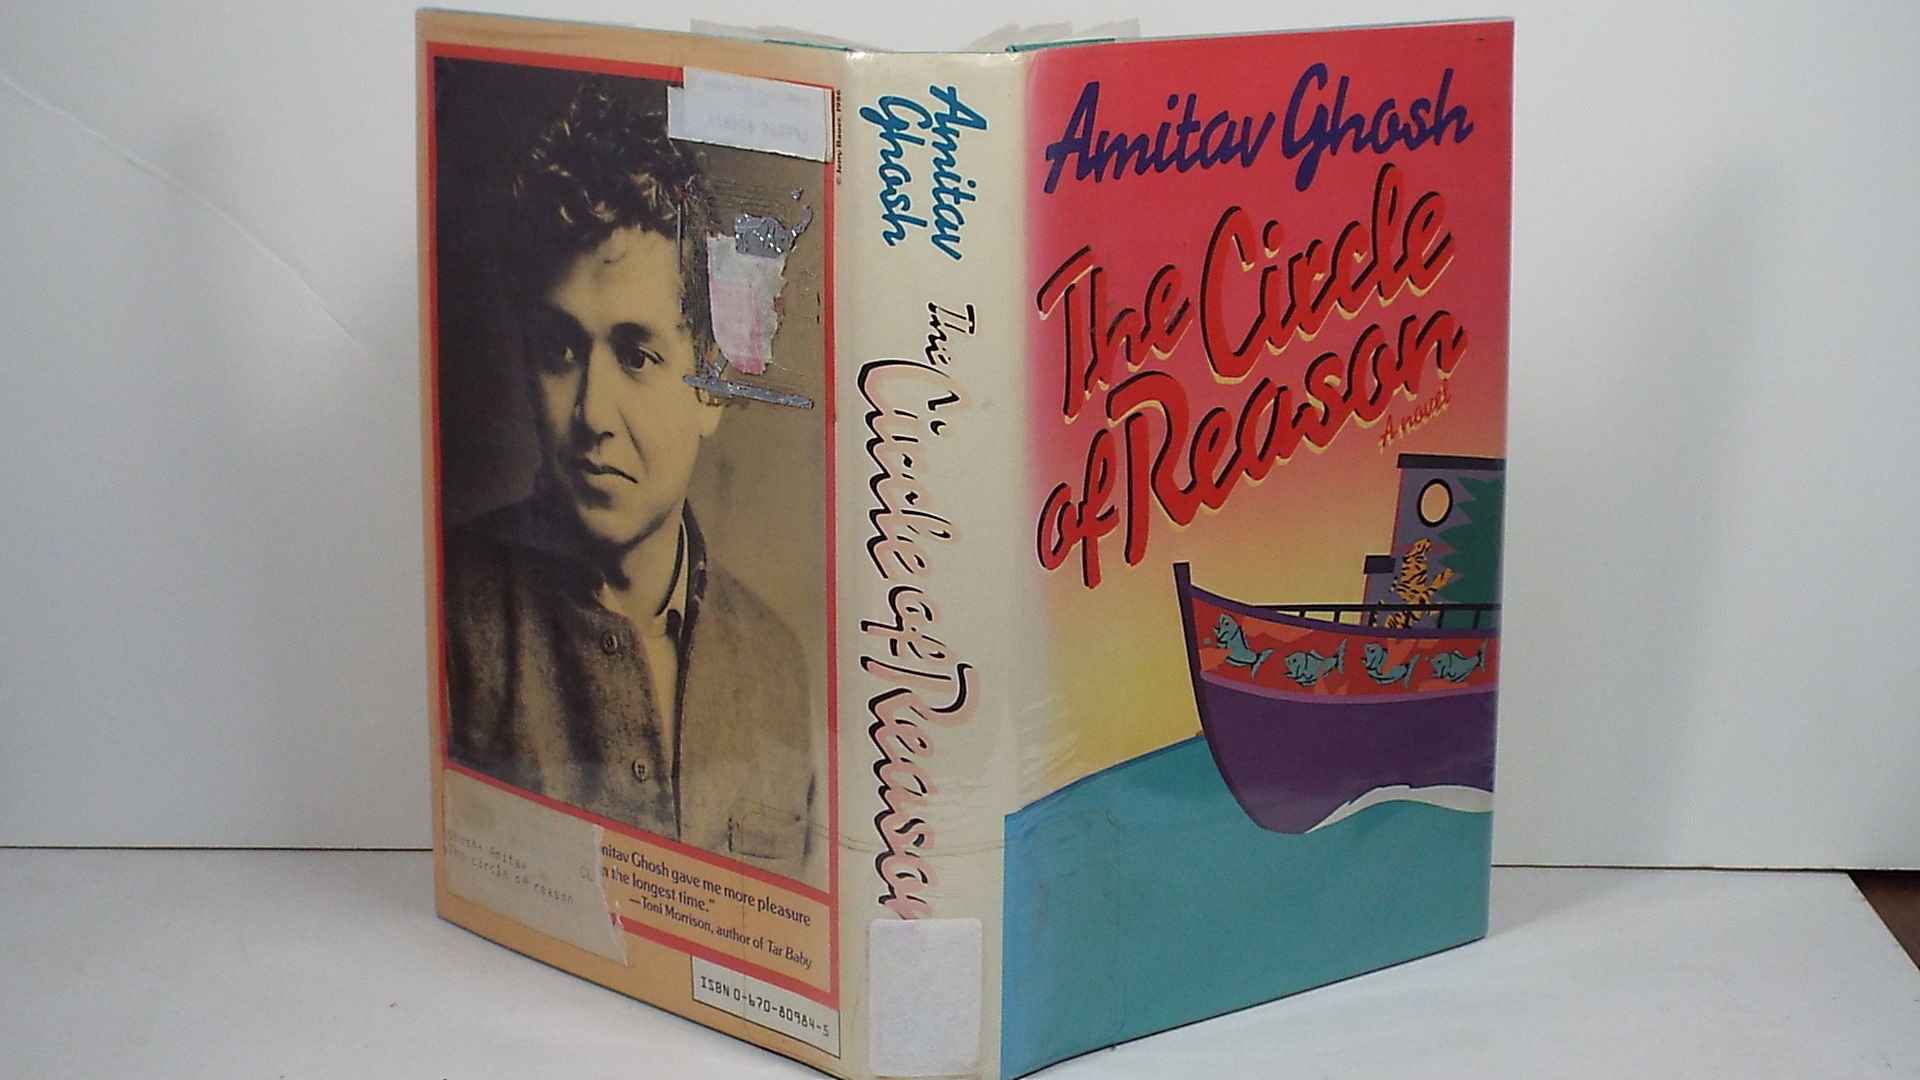 © Jerry Bauer, 1986
Ghosh, Amitav
The circle of reason
mitav Ghosh gave me more pleasure
n the longest time."
—Toni Morrison, author of Tar Baby
ISBN 0-670-80984-5
Amitav
Ghosh
The Circle of Reason
Amitav Ghosh
The Circle
of Reason
A novel